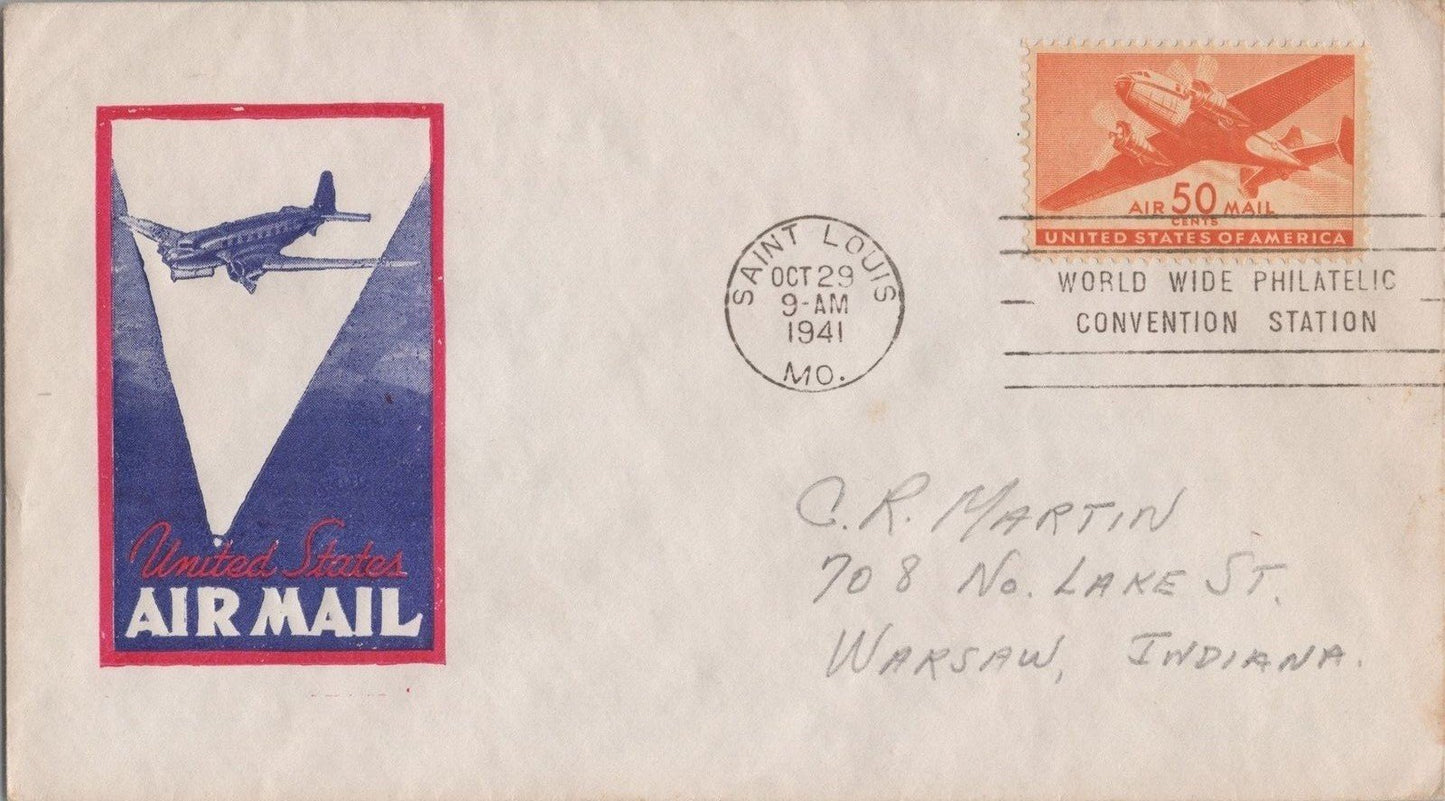 AIR 50 MAIL
CENTS
UNITED STATES OF AMERICA
SAINT LOUIS
OCT 29
9-AM
1941
MO.
WORLD WIDE PHILATELIC
CONVENTION STATION
United States
AIR MAIL
C. R. MARTIN
708 No. LAKE ST.
WARSAW, INDIANA.